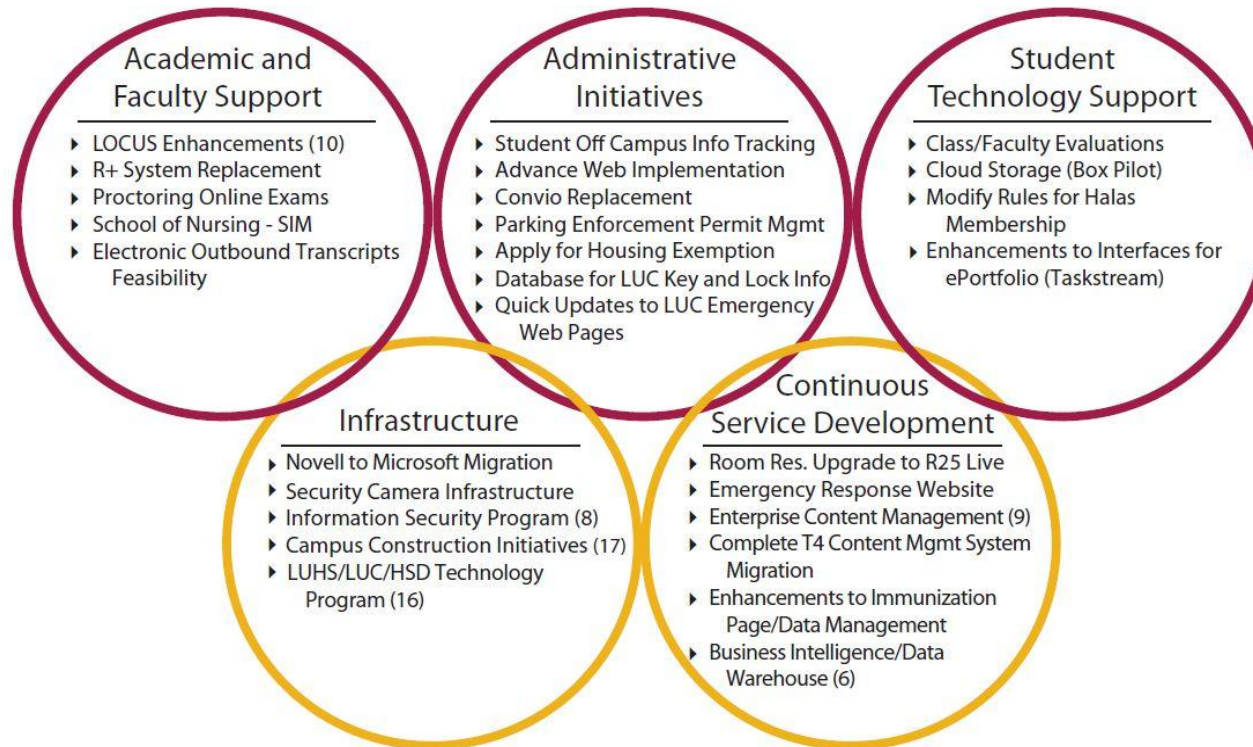 Academic and
Faculty Support
LOCUS Enhancements (10)
R+ System Replacement
Proctoring Online Exams
School of Nursing - SIM
Electronic Outbound Transcripts
Feasibility
Administrative
Initiatives
Student Off Campus Info Tracking
Advance Web Implementation
Convio Replacement
Parking Enforcement Permit Mgmt
Apply for Housing Exemption
Database for LUC Key and Lock Info
Quick Updates to LUC Emergency
Web Pages
Student
Technology Support
Class/Faculty Evaluations
Cloud Storage (Box Pilot)
Modify Rules for Halas
Membership
Enhancements to Interfaces for
ePortfolio (Taskstream)
Infrastructure
Novell to Microsoft Migration
Security Camera Infrastructure
Information Security Program (8)
Campus Construction Initiatives (17)
LUHS/LUC/HSD Technology
Program (16)
Continuous
Service Development
Room Res. Upgrade to R25 Live
Emergency Response Website
Enterprise Content Management (9)
Complete T4 Content Mgmt System
Migration
Enhancements to Immunization
Page/Data Management
Business Intelligence/Data
Warehouse (6)